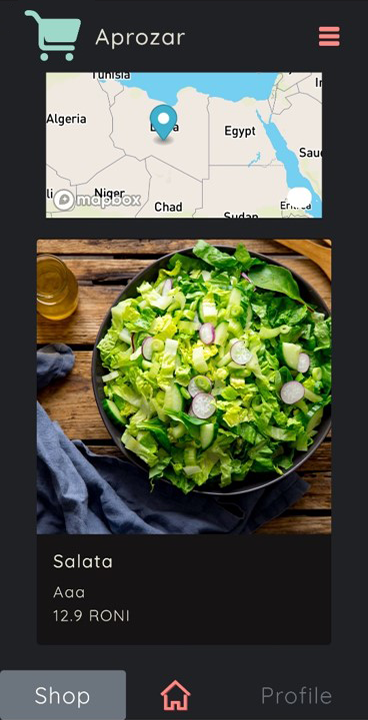 Aprozar
Tunisia
Algeria
Egypt
Niger
mapbox
Chad
Sudan
Salata
Aaa
12.9 RONI
Shop
Profile